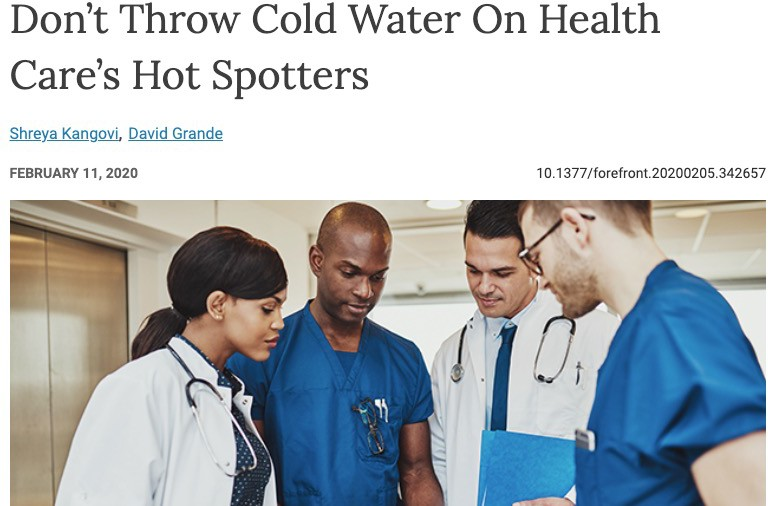 Don’t Throw Cold Water On Health
Care’s Hot Spotters
Shreya Kangovi, David Grande
FEBRUARY 11, 2020 10.1377/forefront.20200205.342657